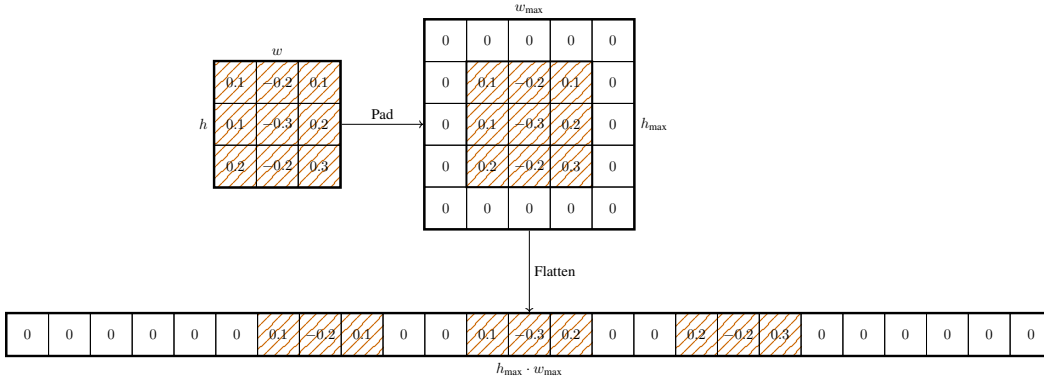 w
0.1 −0.2 0.1
h 0.1 −0.3 0.2
0.2 −0.2 0.3
Pad
w_max
0 0 0 0 0
0 0.1 −0.2 0.1 0
0 0.1 −0.3 0.2 0 h_max
0 0.2 −0.2 0.3 0
0 0 0 0 0
Flatten
0 0 0 0 0 0 0.1 −0.2 0.1 0 0 0.1 −0.3 0.2 0 0 0.2 −0.2 0.3 0 0 0 0 0 0
h_max · w_max